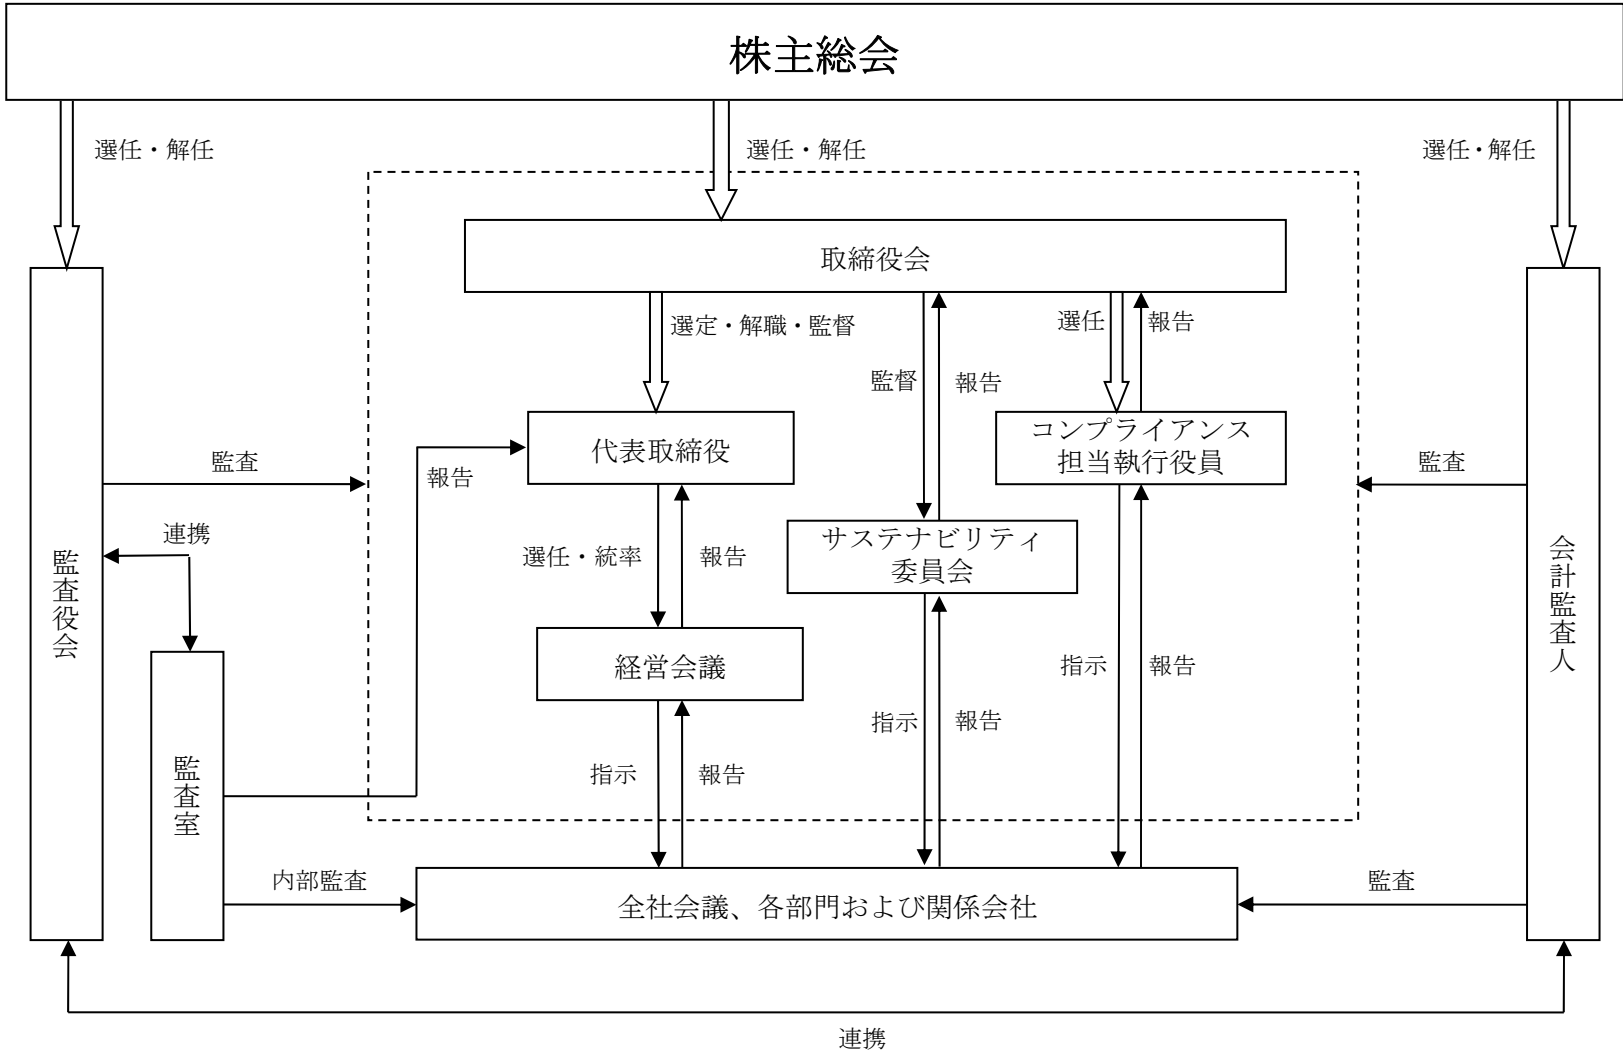 株主総会
選任・解任
選任・解任
選任・解任
取締役会
選定・解職・監督
選任
報告
監督
報告
代表取締役
コンプライアンス
担当執行役員
監査
報告
監査
連携
選任・統率
報告
サステナビリティ
委員会
監査役会
会計監査人
経営会議
指示
報告
指示
報告
指示
報告
監査室
内部監査
監査
全社会議、各部門および関係会社
連携